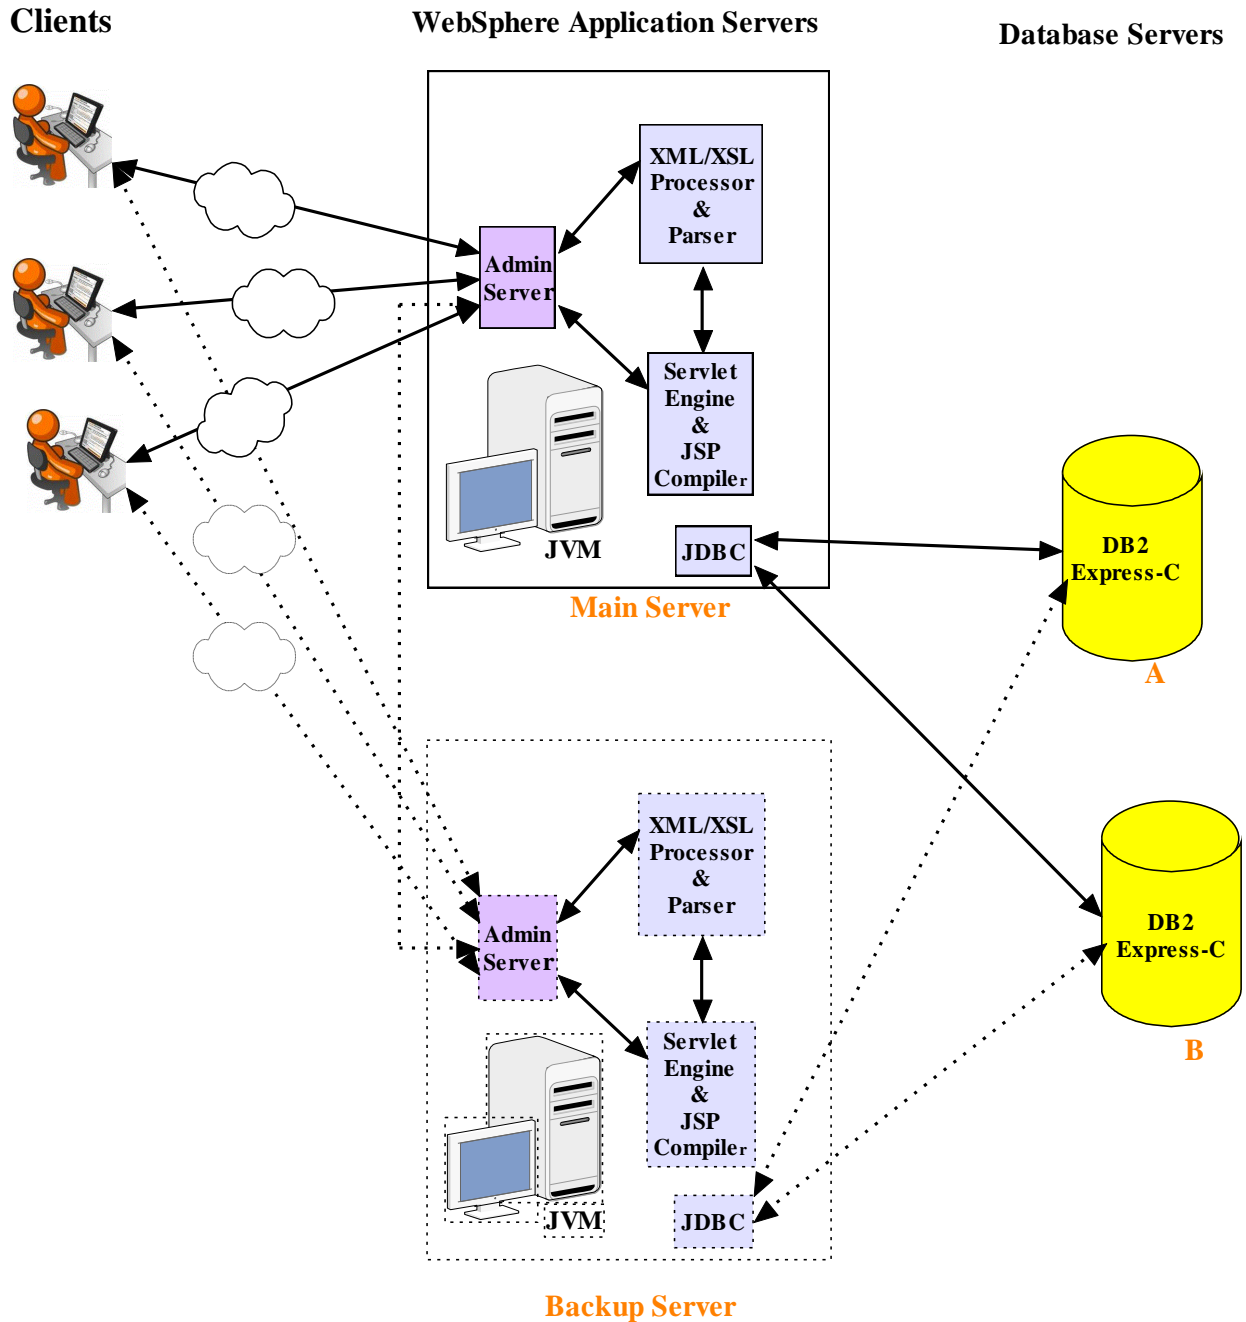 Clients
WebSphere Application Servers
Database Servers
XML/XSL
Processor
&
Parser
Admin
Server
Servlet
Engine
&
JSP
Compiler
JVM
JDBC
Main Server
DB2
Express-C
A
XML/XSL
Processor
&
Parser
Admin
Server
Servlet
Engine
&
JSP
Compiler
JVM
JDBC
Backup Server
DB2
Express-C
B